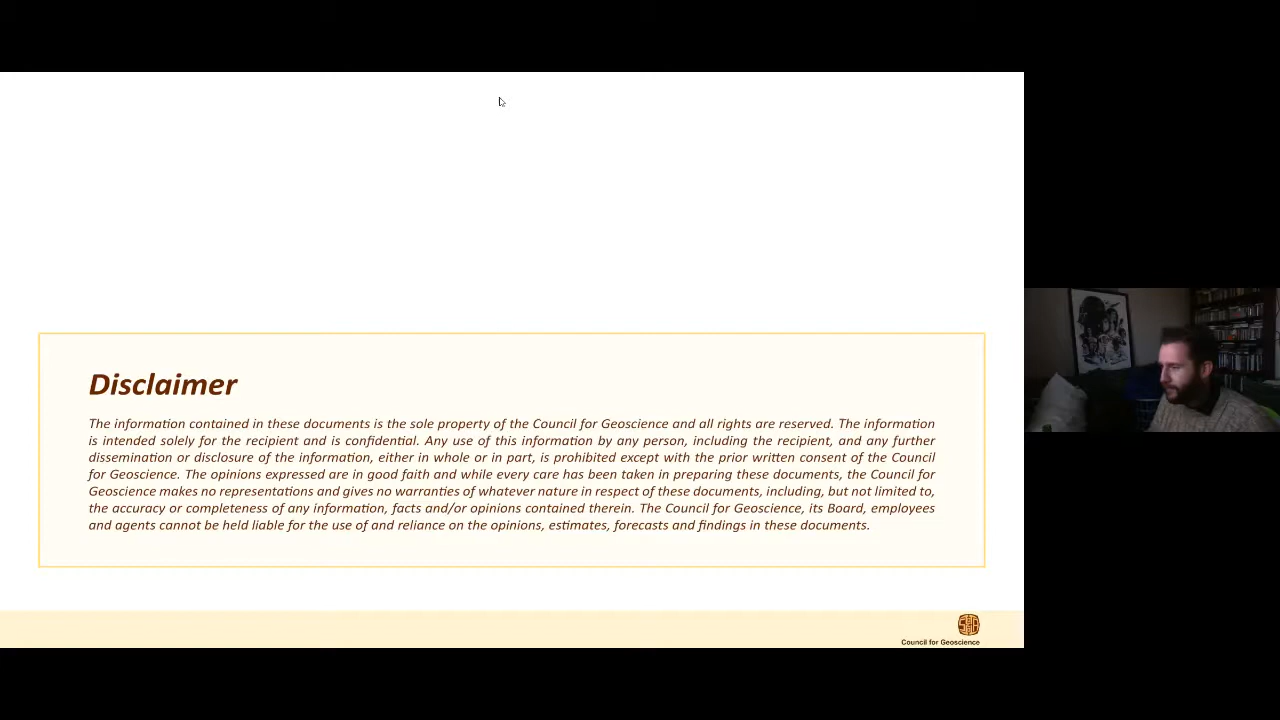 Disclaimer
The information contained in these documents is the sole property of the Council for Geoscience and all rights are reserved. The information
is intended solely for the recipient and is confidential. Any use of this information by any person, including the recipient, and any further
dissemination or disclosure of the information, either in whole or in part, is prohibited except with the prior written consent of the Council
for Geoscience. The opinions expressed are in good faith and while every care has been taken in preparing these documents, the Council for
Geoscience makes no representations and gives no warranties of whatever nature in respect of these documents, including, but not limited to,
the accuracy or completeness of any information, facts and/or opinions contained therein. The Council for Geoscience, its Board, employees
and agents cannot be held liable for the use of and reliance on the opinions, estimates, forecasts and findings in these documents.
Council for Geoscience